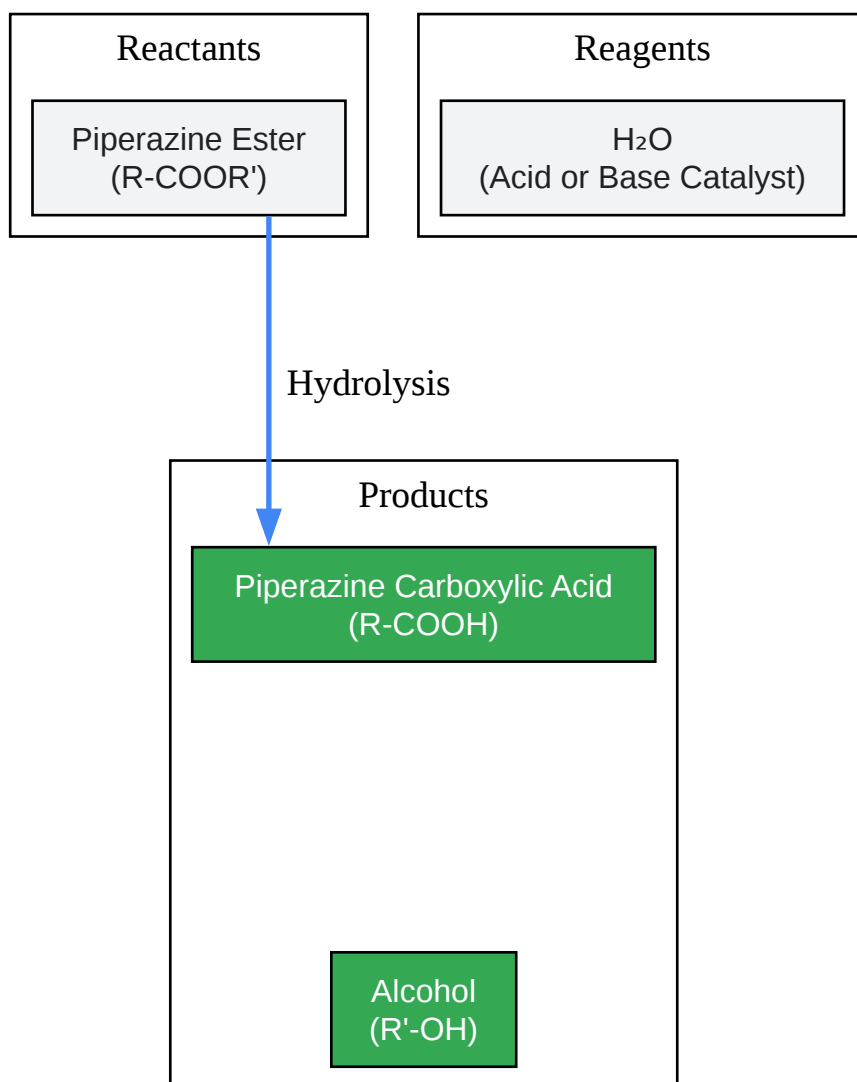 Reactants
Piperazine Ester
(R-COOR')
Reagents
H₂O
(Acid or Base Catalyst)
Hydrolysis
Products
Piperazine Carboxylic Acid
(R-COOH)
Alcohol
(R'-OH)